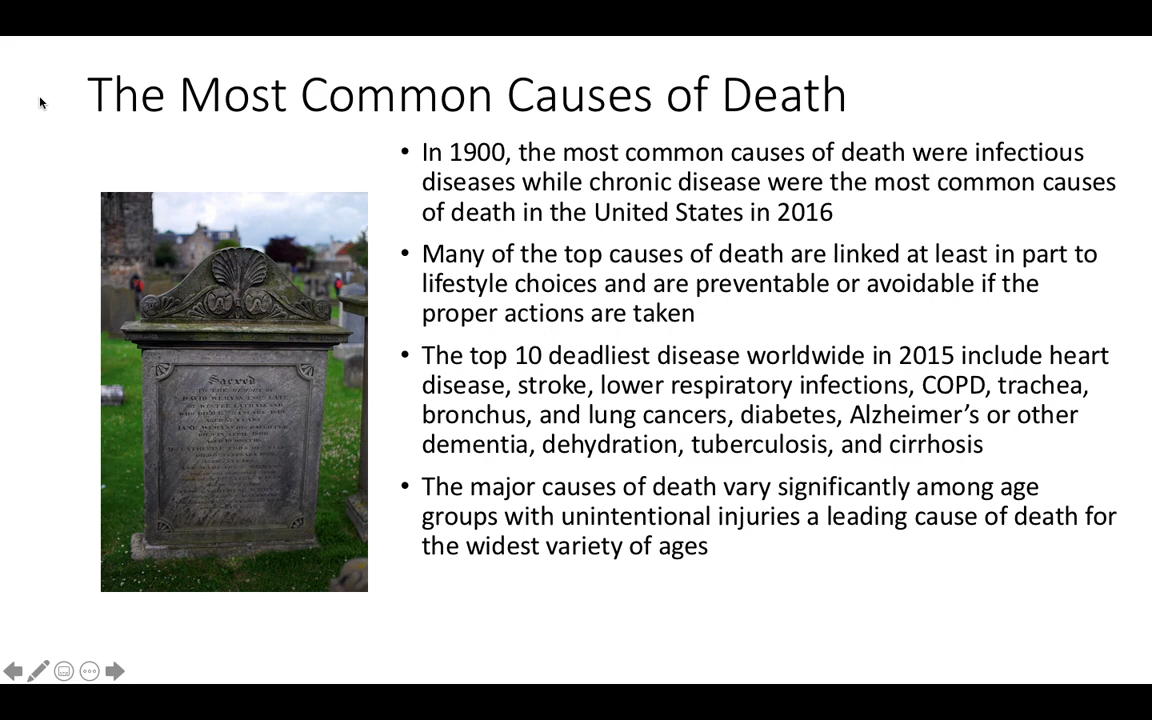 The Most Common Causes of Death
• In 1900, the most common causes of death were infectious
diseases while chronic disease were the most common causes
of death in the United States in 2016
• Many of the top causes of death are linked at least in part to
lifestyle choices and are preventable or avoidable if the
proper actions are taken
• The top 10 deadliest disease worldwide in 2015 include heart
disease, stroke, lower respiratory infections, COPD, trachea,
bronchus, and lung cancers, diabetes, Alzheimer’s or other
dementia, dehydration, tuberculosis, and cirrhosis
• The major causes of death vary significantly among age
groups with unintentional injuries a leading cause of death for
the widest variety of ages
Sacred